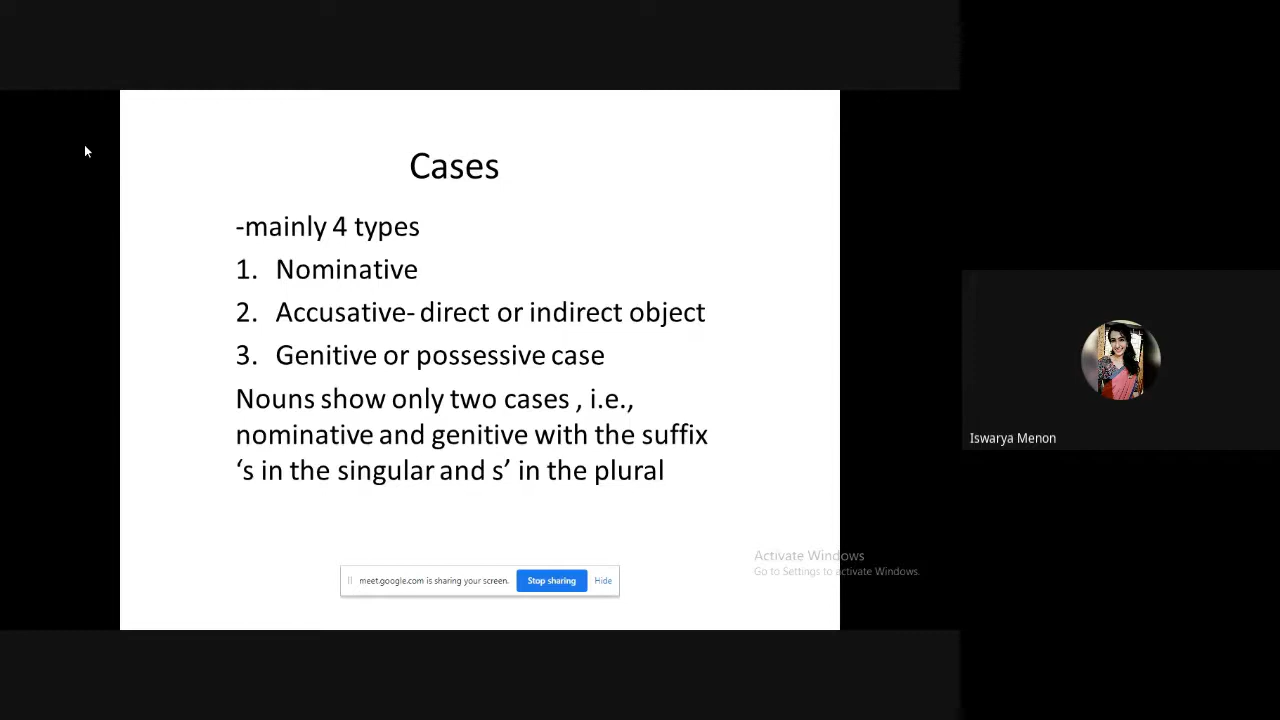 Cases
-mainly 4 types
1. Nominative
2. Accusative- direct or indirect object
3. Genitive or possessive case
Nouns show only two cases , i.e.,
nominative and genitive with the suffix
‘s in the singular and s’ in the plural
Iswarya Menon
Activate Windows
Go to Settings to activate Windows.
meet.google.com is sharing your screen. Stop sharing Hide